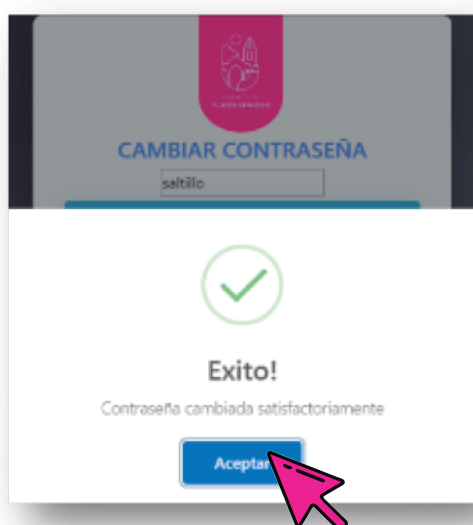 CAMBIAR CONTRASEÑA
saltillo
Exito!
Contraseña cambiada satisfactoriamente
Aceptar